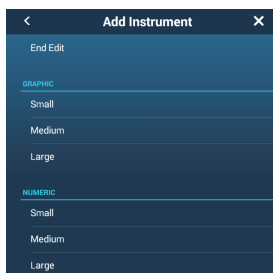 Add Instrument
End Edit
GRAPHIC
Small
Medium
Large
NUMERIC
Small
Medium
Large